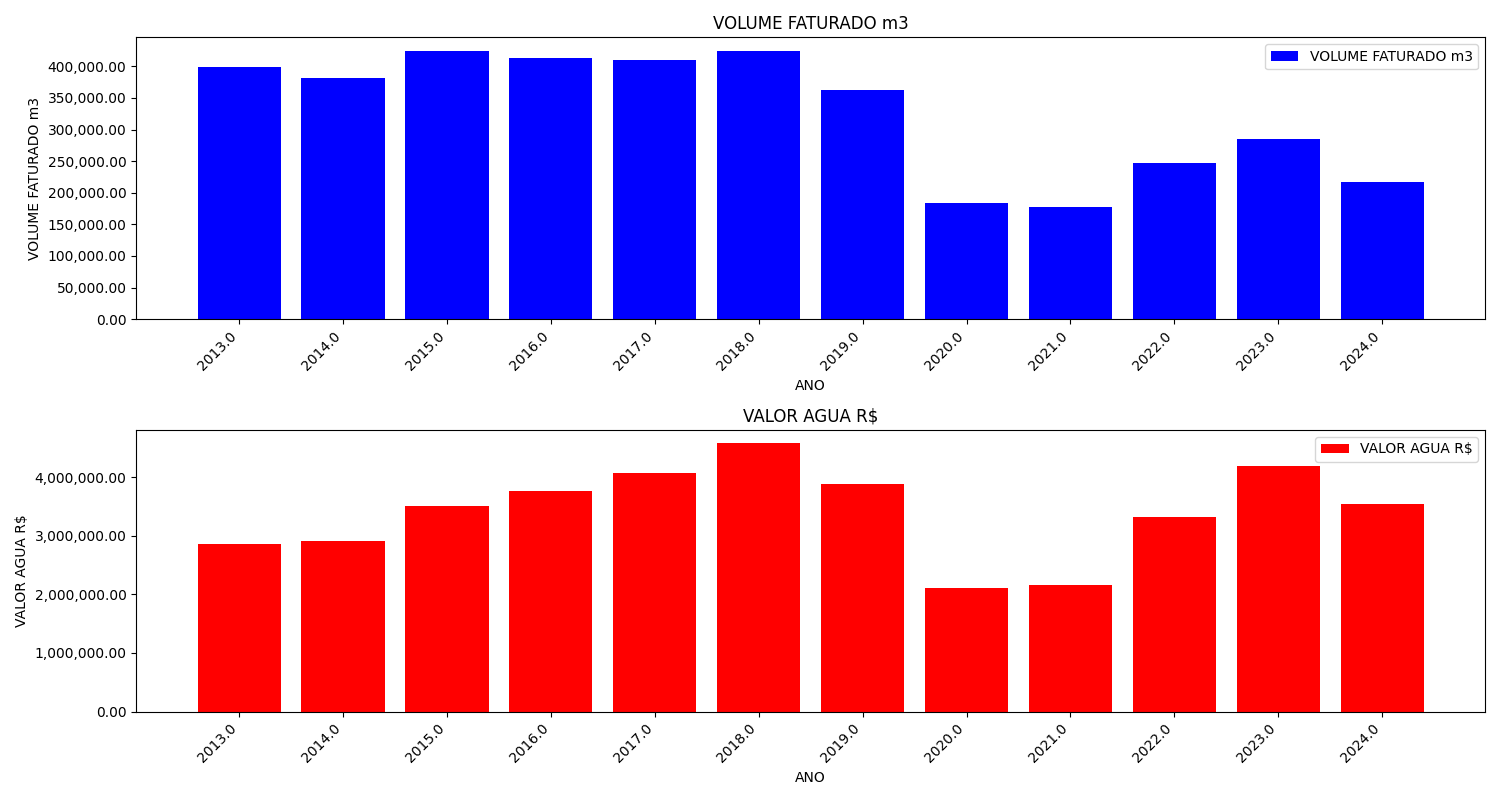 VOLUME FATURADO m3
VOLUME FATURADO m3
VOLUME FATURADO m3
400,000.00
350,000.00
300,000.00
250,000.00
200,000.00
150,000.00
100,000.00
50,000.00
0.00
2013.0 2014.0 2015.0 2016.0 2017.0 2018.0 2019.0 2020.0 2021.0 2022.0 2023.0 2024.0
ANO
VALOR AGUA R$
VALOR AGUA R$
VALOR AGUA R$
4,000,000.00
3,000,000.00
2,000,000.00
1,000,000.00
0.00
2013.0 2014.0 2015.0 2016.0 2017.0 2018.0 2019.0 2020.0 2021.0 2022.0 2023.0 2024.0
ANO